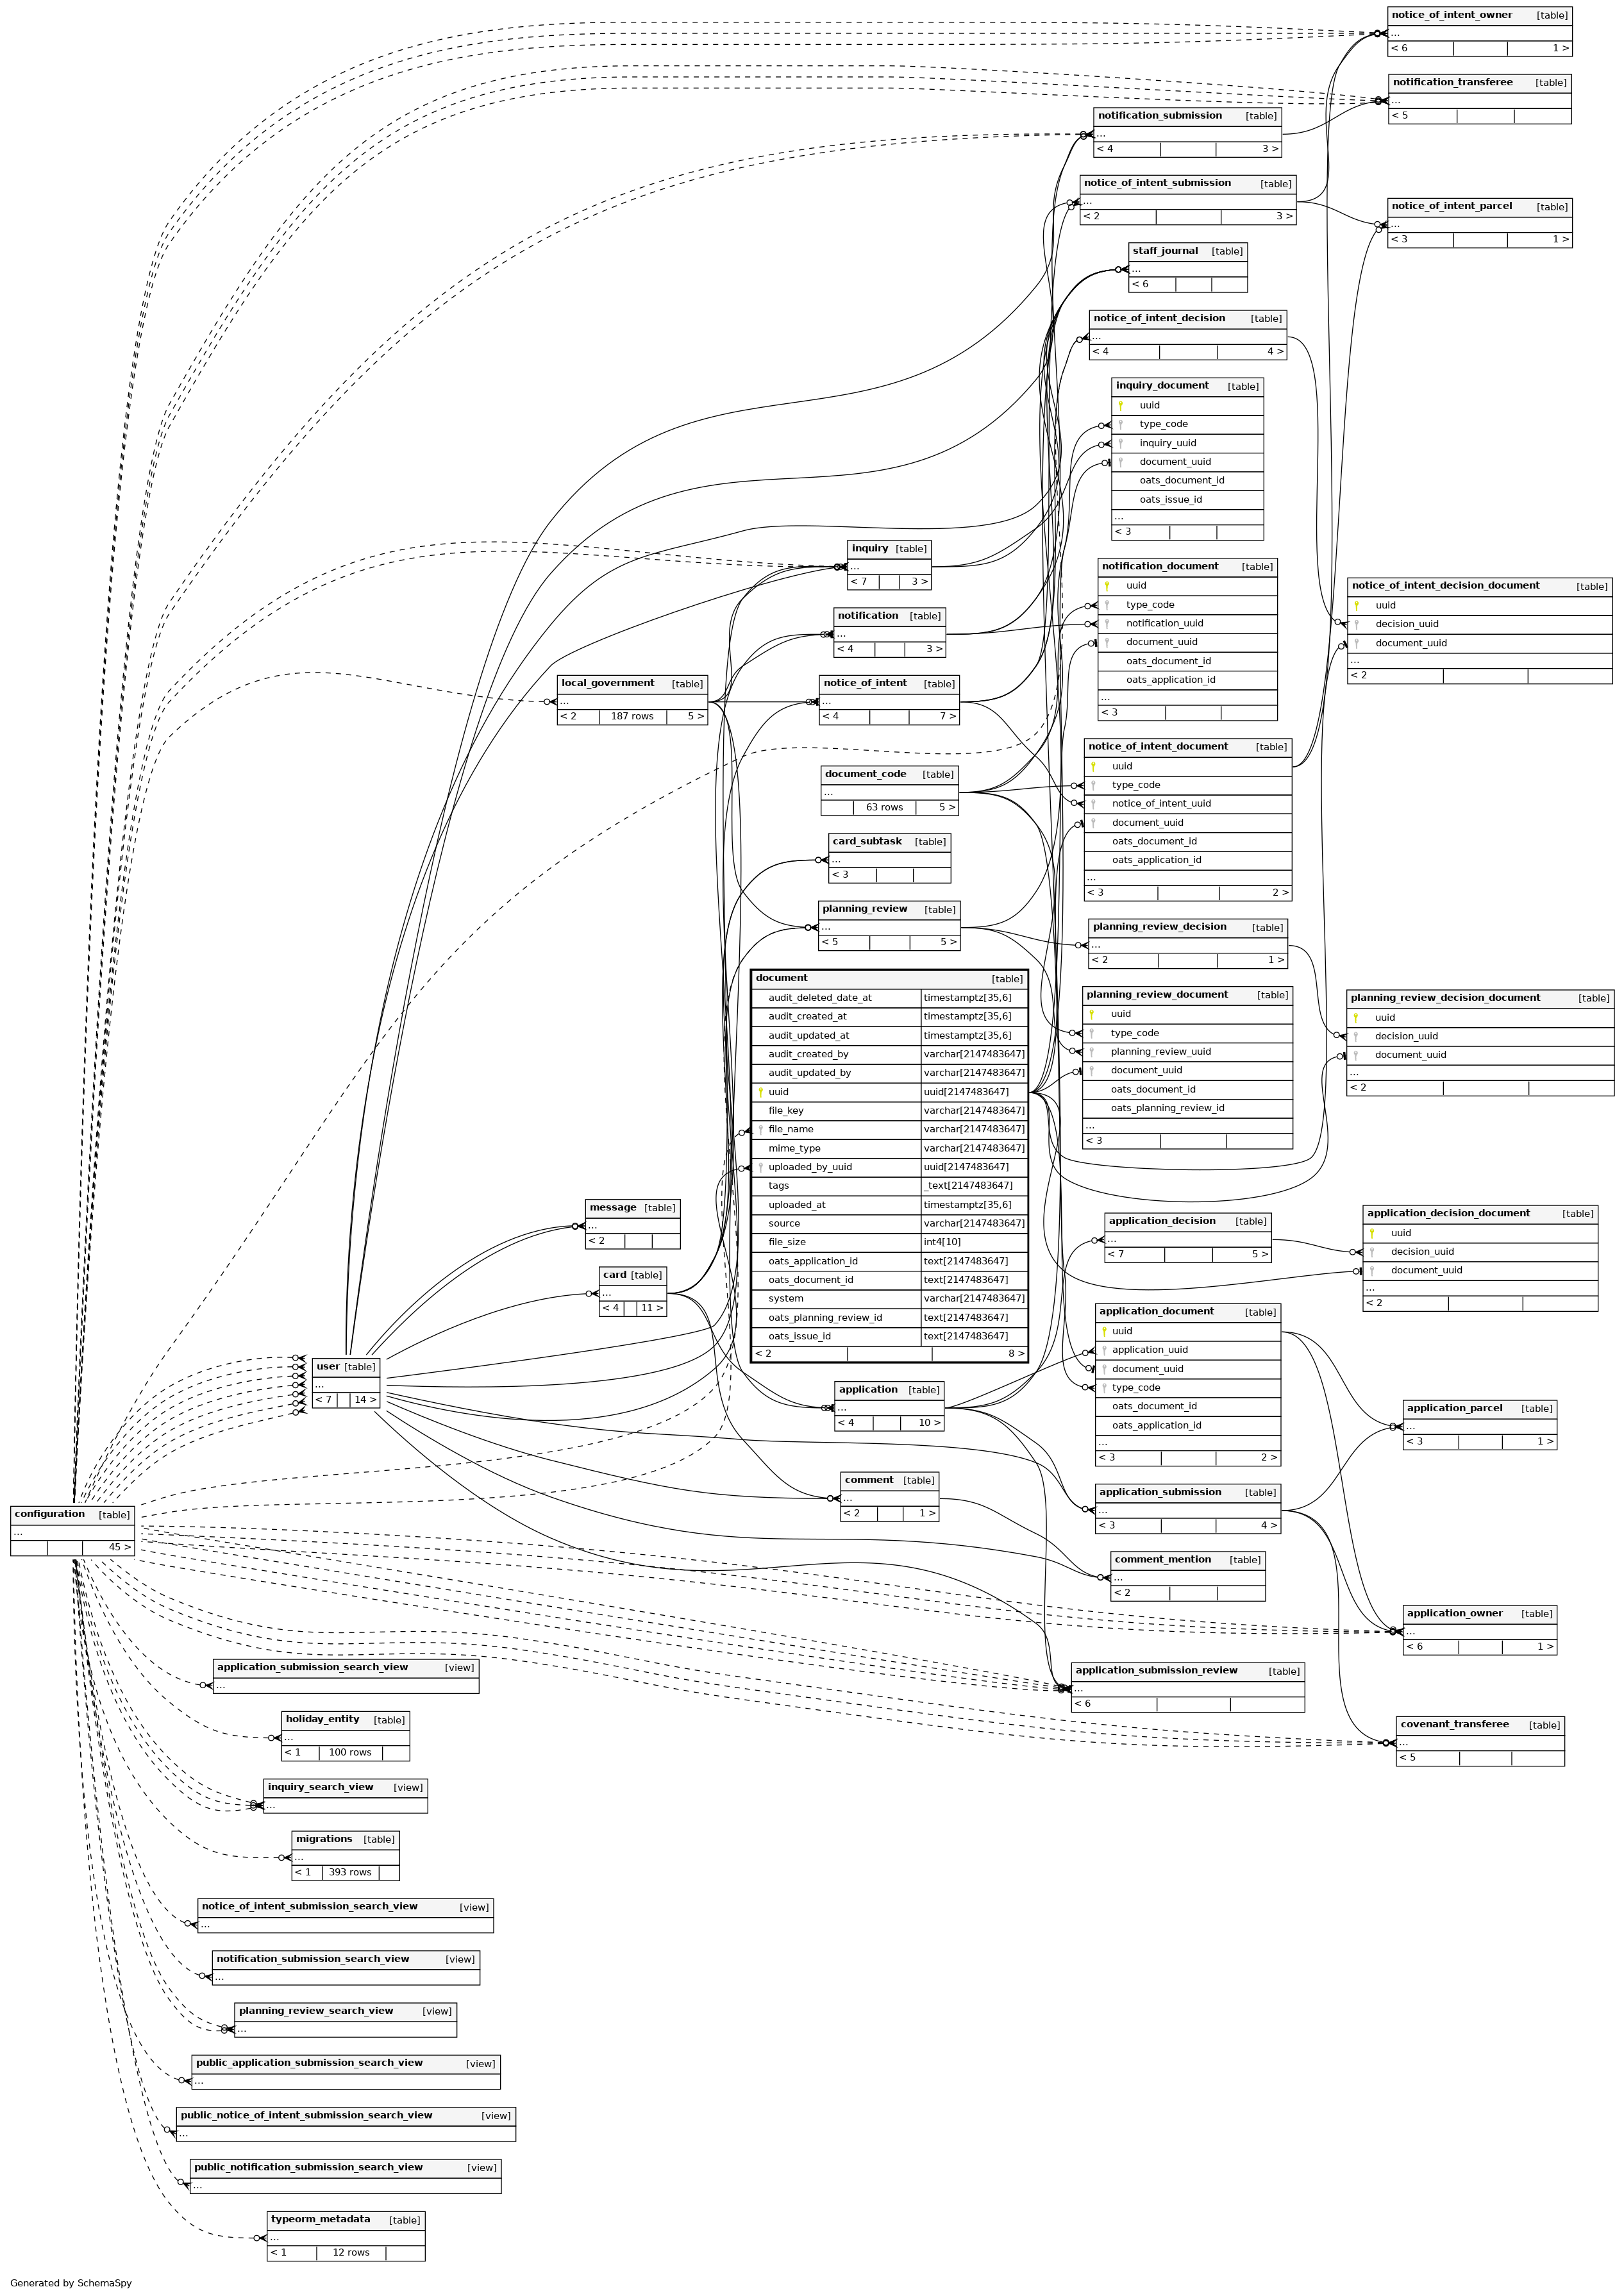 notice_of_intent_owner [table]
...
< 6 1 >
notification_transferee [table]
...
< 5
notification_submission [table]
...
< 4 3 >
notice_of_intent_submission [table]
...
< 2 3 >
notice_of_intent_parcel [table]
...
< 3 1 >
staff_journal [table]
...
< 6
notice_of_intent_decision [table]
...
< 4 4 >
inquiry_document [table]
uuid
type_code
inquiry_uuid
document_uuid
oats_document_id
oats_issue_id
...
< 3
inquiry [table]
...
< 7 3 >
notification_document [table]
uuid
type_code
notification_uuid
document_uuid
oats_document_id
oats_application_id
...
< 3
notice_of_intent_decision_document [table]
uuid
decision_uuid
document_uuid
...
< 2
notification [table]
...
< 4 3 >
local_government [table]
...
< 2 187 rows 5 >
notice_of_intent [table]
...
< 4 7 >
notice_of_intent_document [table]
uuid
type_code
notice_of_intent_uuid
document_uuid
oats_document_id
oats_application_id
...
< 3 2 >
document_code [table]
...
63 rows 5 >
card_subtask [table]
...
< 3
planning_review [table]
...
< 5 5 >
planning_review_decision [table]
...
< 2 1 >
document [table]
audit_deleted_date_at timestamptz[35,6]
audit_created_at timestamptz[35,6]
audit_updated_at timestamptz[35,6]
audit_created_by varchar[2147483647]
audit_updated_by varchar[2147483647]
uuid uuid[2147483647]
file_key varchar[2147483647]
file_name varchar[2147483647]
mime_type varchar[2147483647]
uploaded_by_uuid uuid[2147483647]
tags _text[2147483647]
uploaded_at timestamptz[35,6]
source varchar[2147483647]
file_size int4[10]
oats_application_id text[2147483647]
oats_document_id text[2147483647]
system varchar[2147483647]
oats_planning_review_id text[2147483647]
oats_issue_id text[2147483647]
< 2 8 >
planning_review_document [table]
uuid
type_code
planning_review_uuid
document_uuid
oats_document_id
oats_planning_review_id
...
< 3
planning_review_decision_document [table]
uuid
decision_uuid
document_uuid
...
< 2
message [table]
...
< 2
card [table]
...
< 4 11 >
application_decision [table]
...
< 7 5 >
application_decision_document [table]
uuid
decision_uuid
document_uuid
...
< 2
application_document [table]
uuid
application_uuid
document_uuid
type_code
oats_document_id
oats_application_id
...
< 3 2 >
user [table]
...
< 7 14 >
application [table]
...
< 4 10 >
application_parcel [table]
...
< 3 1 >
comment [table]
...
< 2 1 >
application_submission [table]
...
< 3 4 >
configuration [table]
...
45 >
comment_mention [table]
...
< 2
application_owner [table]
...
< 6 1 >
application_submission_search_view [view]
...
application_submission_review [table]
...
< 6
holiday_entity [table]
...
< 1 100 rows
covenant_transferee [table]
...
< 5
inquiry_search_view [view]
...
migrations [table]
...
< 1 393 rows
notice_of_intent_submission_search_view [view]
...
notification_submission_search_view [view]
...
planning_review_search_view [view]
...
public_application_submission_search_view [view]
...
public_notice_of_intent_submission_search_view [view]
...
public_notification_submission_search_view [view]
...
typeorm_metadata [table]
...
< 1 12 rows
Generated by SchemaSpy